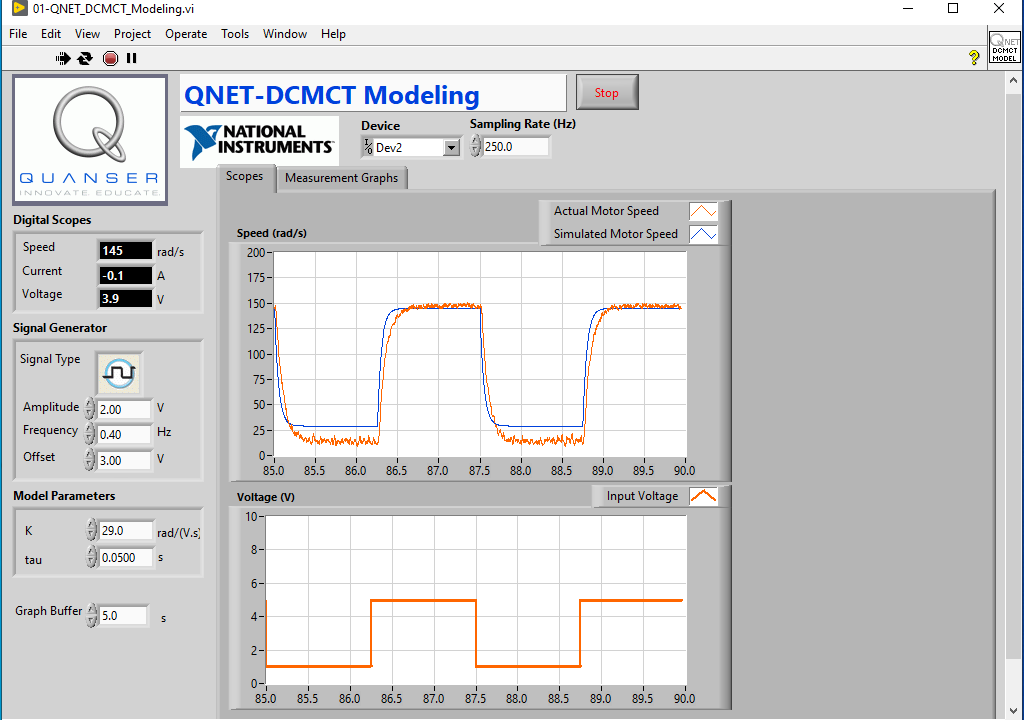 01-QNET_DCMCT_Modeling.vi
File Edit View Project Operate Tools Window Help
QNET
DCMCT
MODEL
QUANSER
INNOVATE. EDUCATE.
QNET-DCMCT Modeling
Stop
NATIONAL
INSTRUMENTS
Device
Dev2
Sampling Rate (Hz)
250.0
Scopes Measurement Graphs
Digital Scopes
Speed 145 rad/s
Current -0.1 A
Voltage 3.9 V
Signal Generator
Signal Type
Amplitude 2.00 V
Frequency 0.40 Hz
Offset 3.00 V
Model Parameters
K 29.0 rad/(V.s)
tau 0.0500 s
Graph Buffer 5.0 s
Actual Motor Speed
Simulated Motor Speed
Speed (rad/s)
200
175
150
125
100
75
50
25
0
85.0 85.5 86.0 86.5 87.0 87.5 88.0 88.5 89.0 89.5 90.0
Voltage (V)
Input Voltage
10
8
6
4
2
0
85.0 85.5 86.0 86.5 87.0 87.5 88.0 88.5 89.0 89.5 90.0